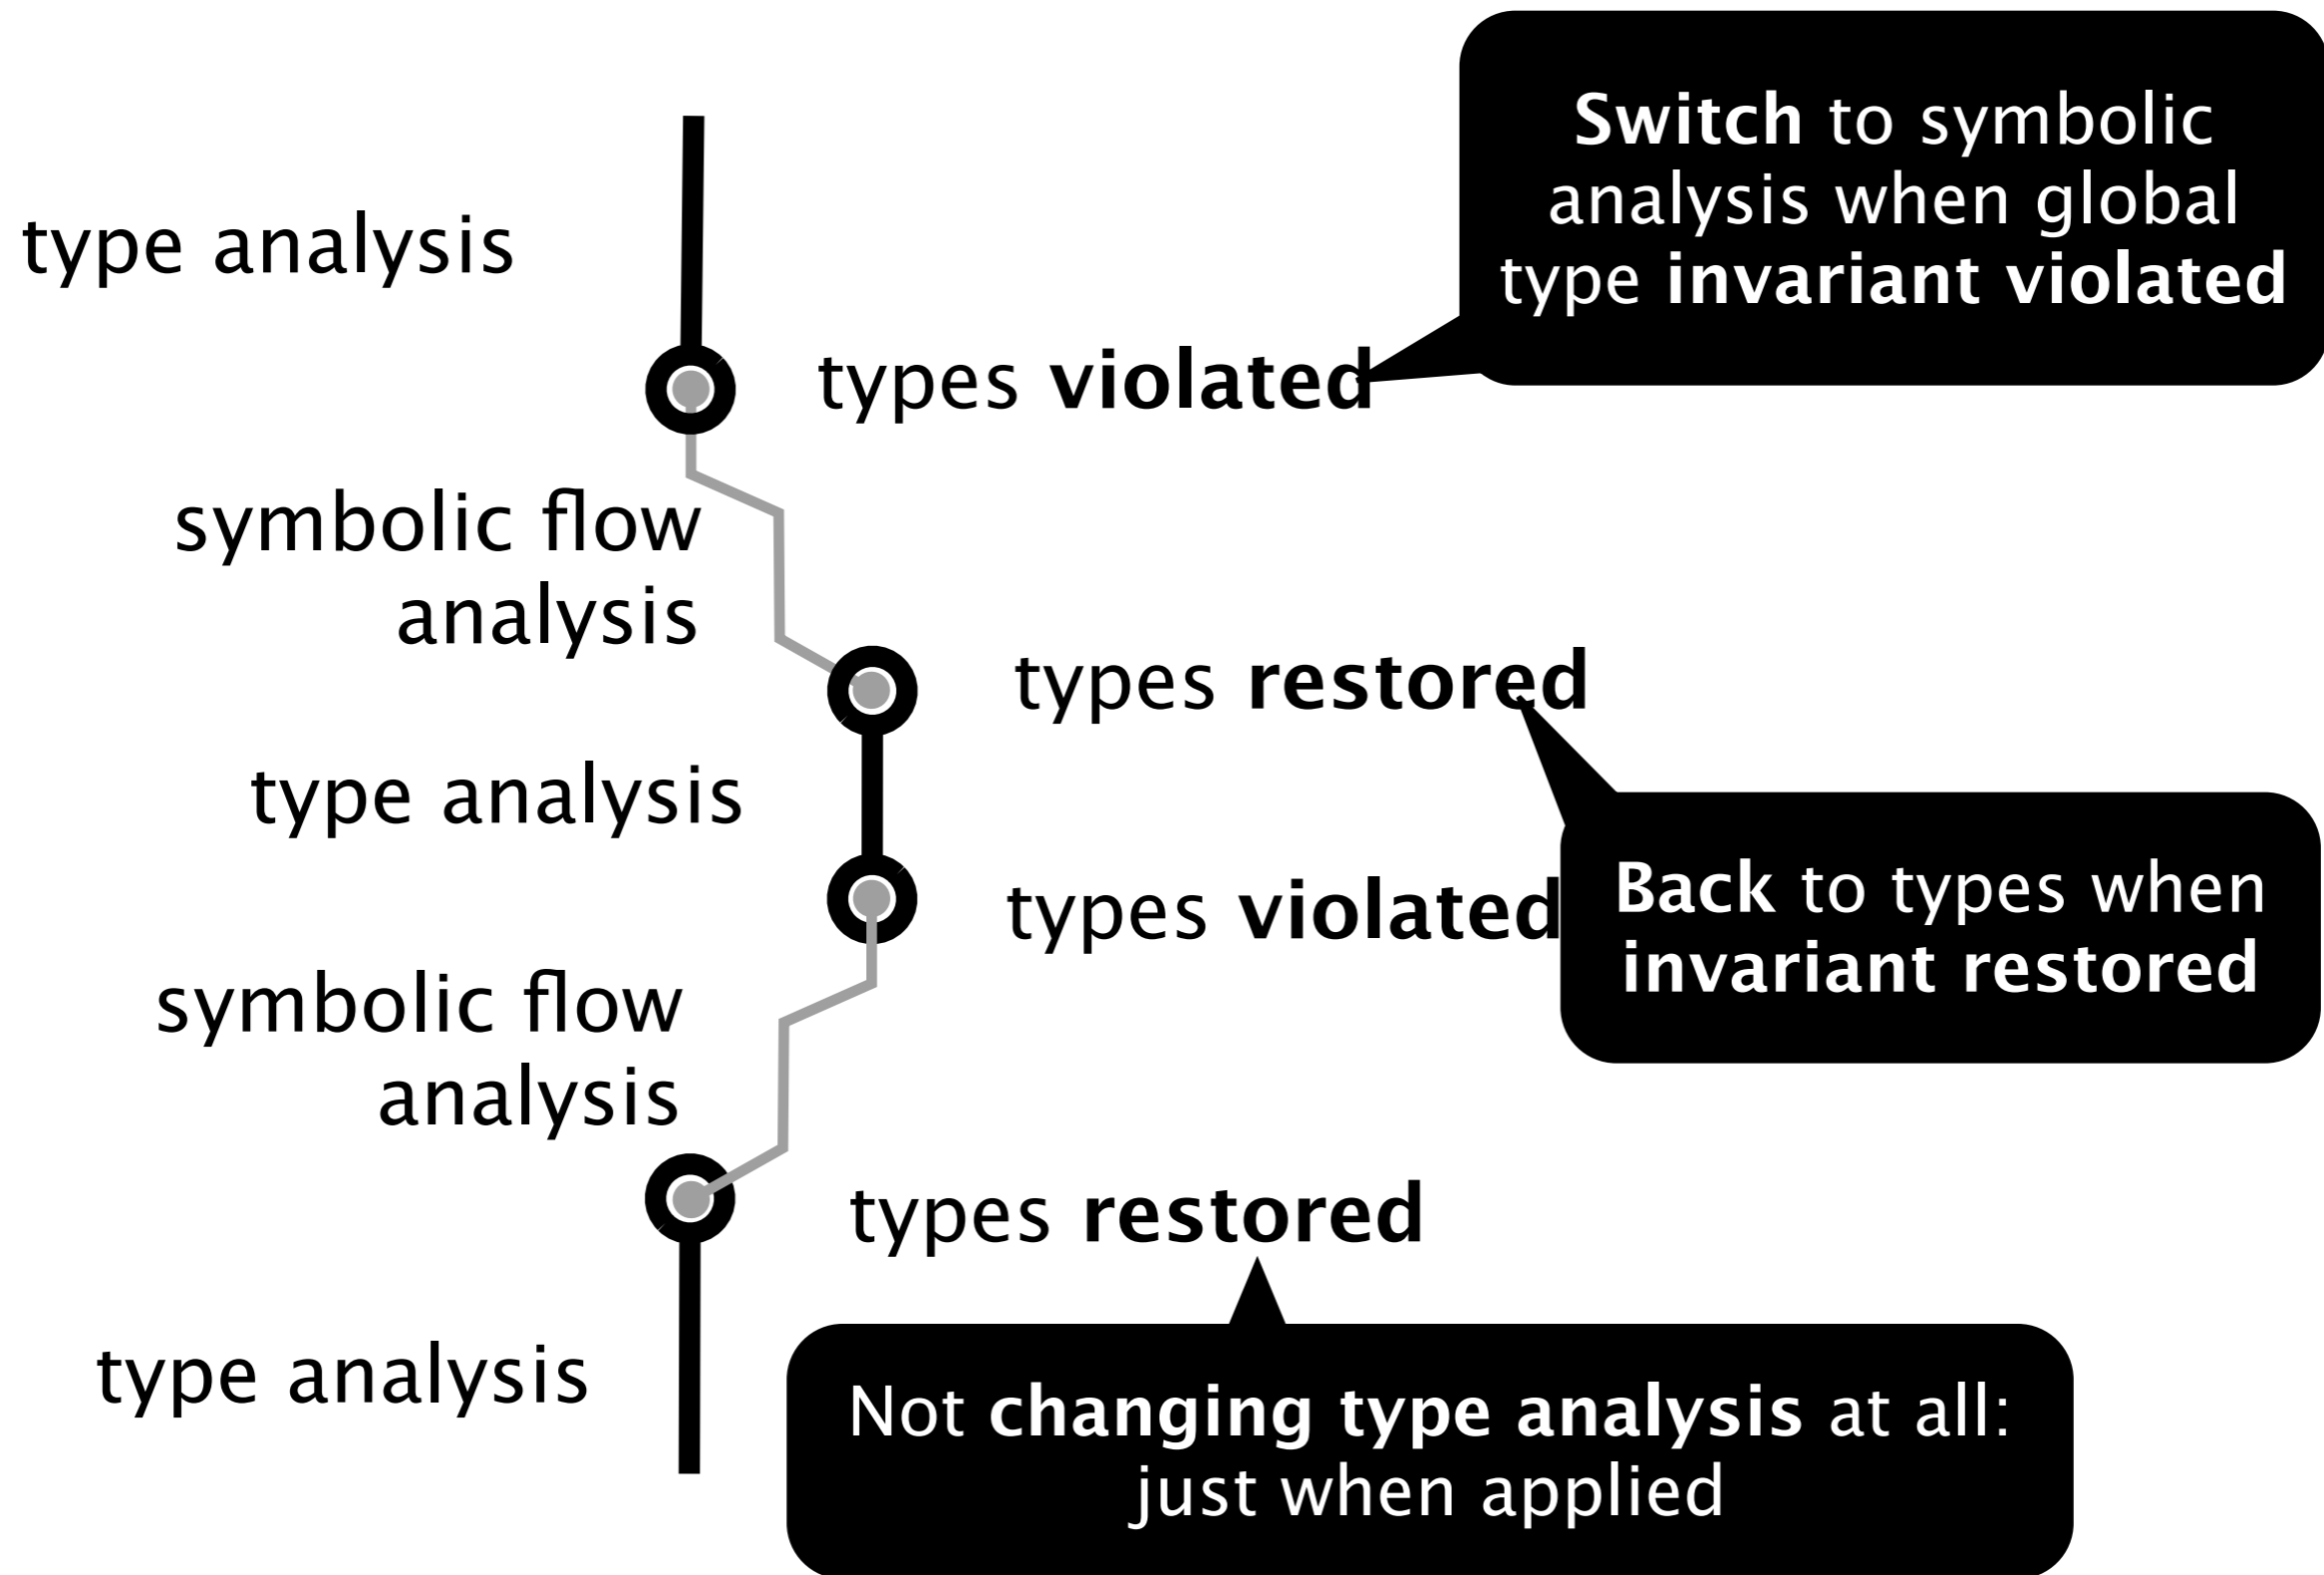 Switch to symbolic
analysis when global
type invariant violated
type analysis
types violated
symbolic flow
analysis
types restored
type analysis
Back to types when
invariant restored
types violated
symbolic flow
analysis
types restored
type analysis
Not changing type analysis at all:
just when applied